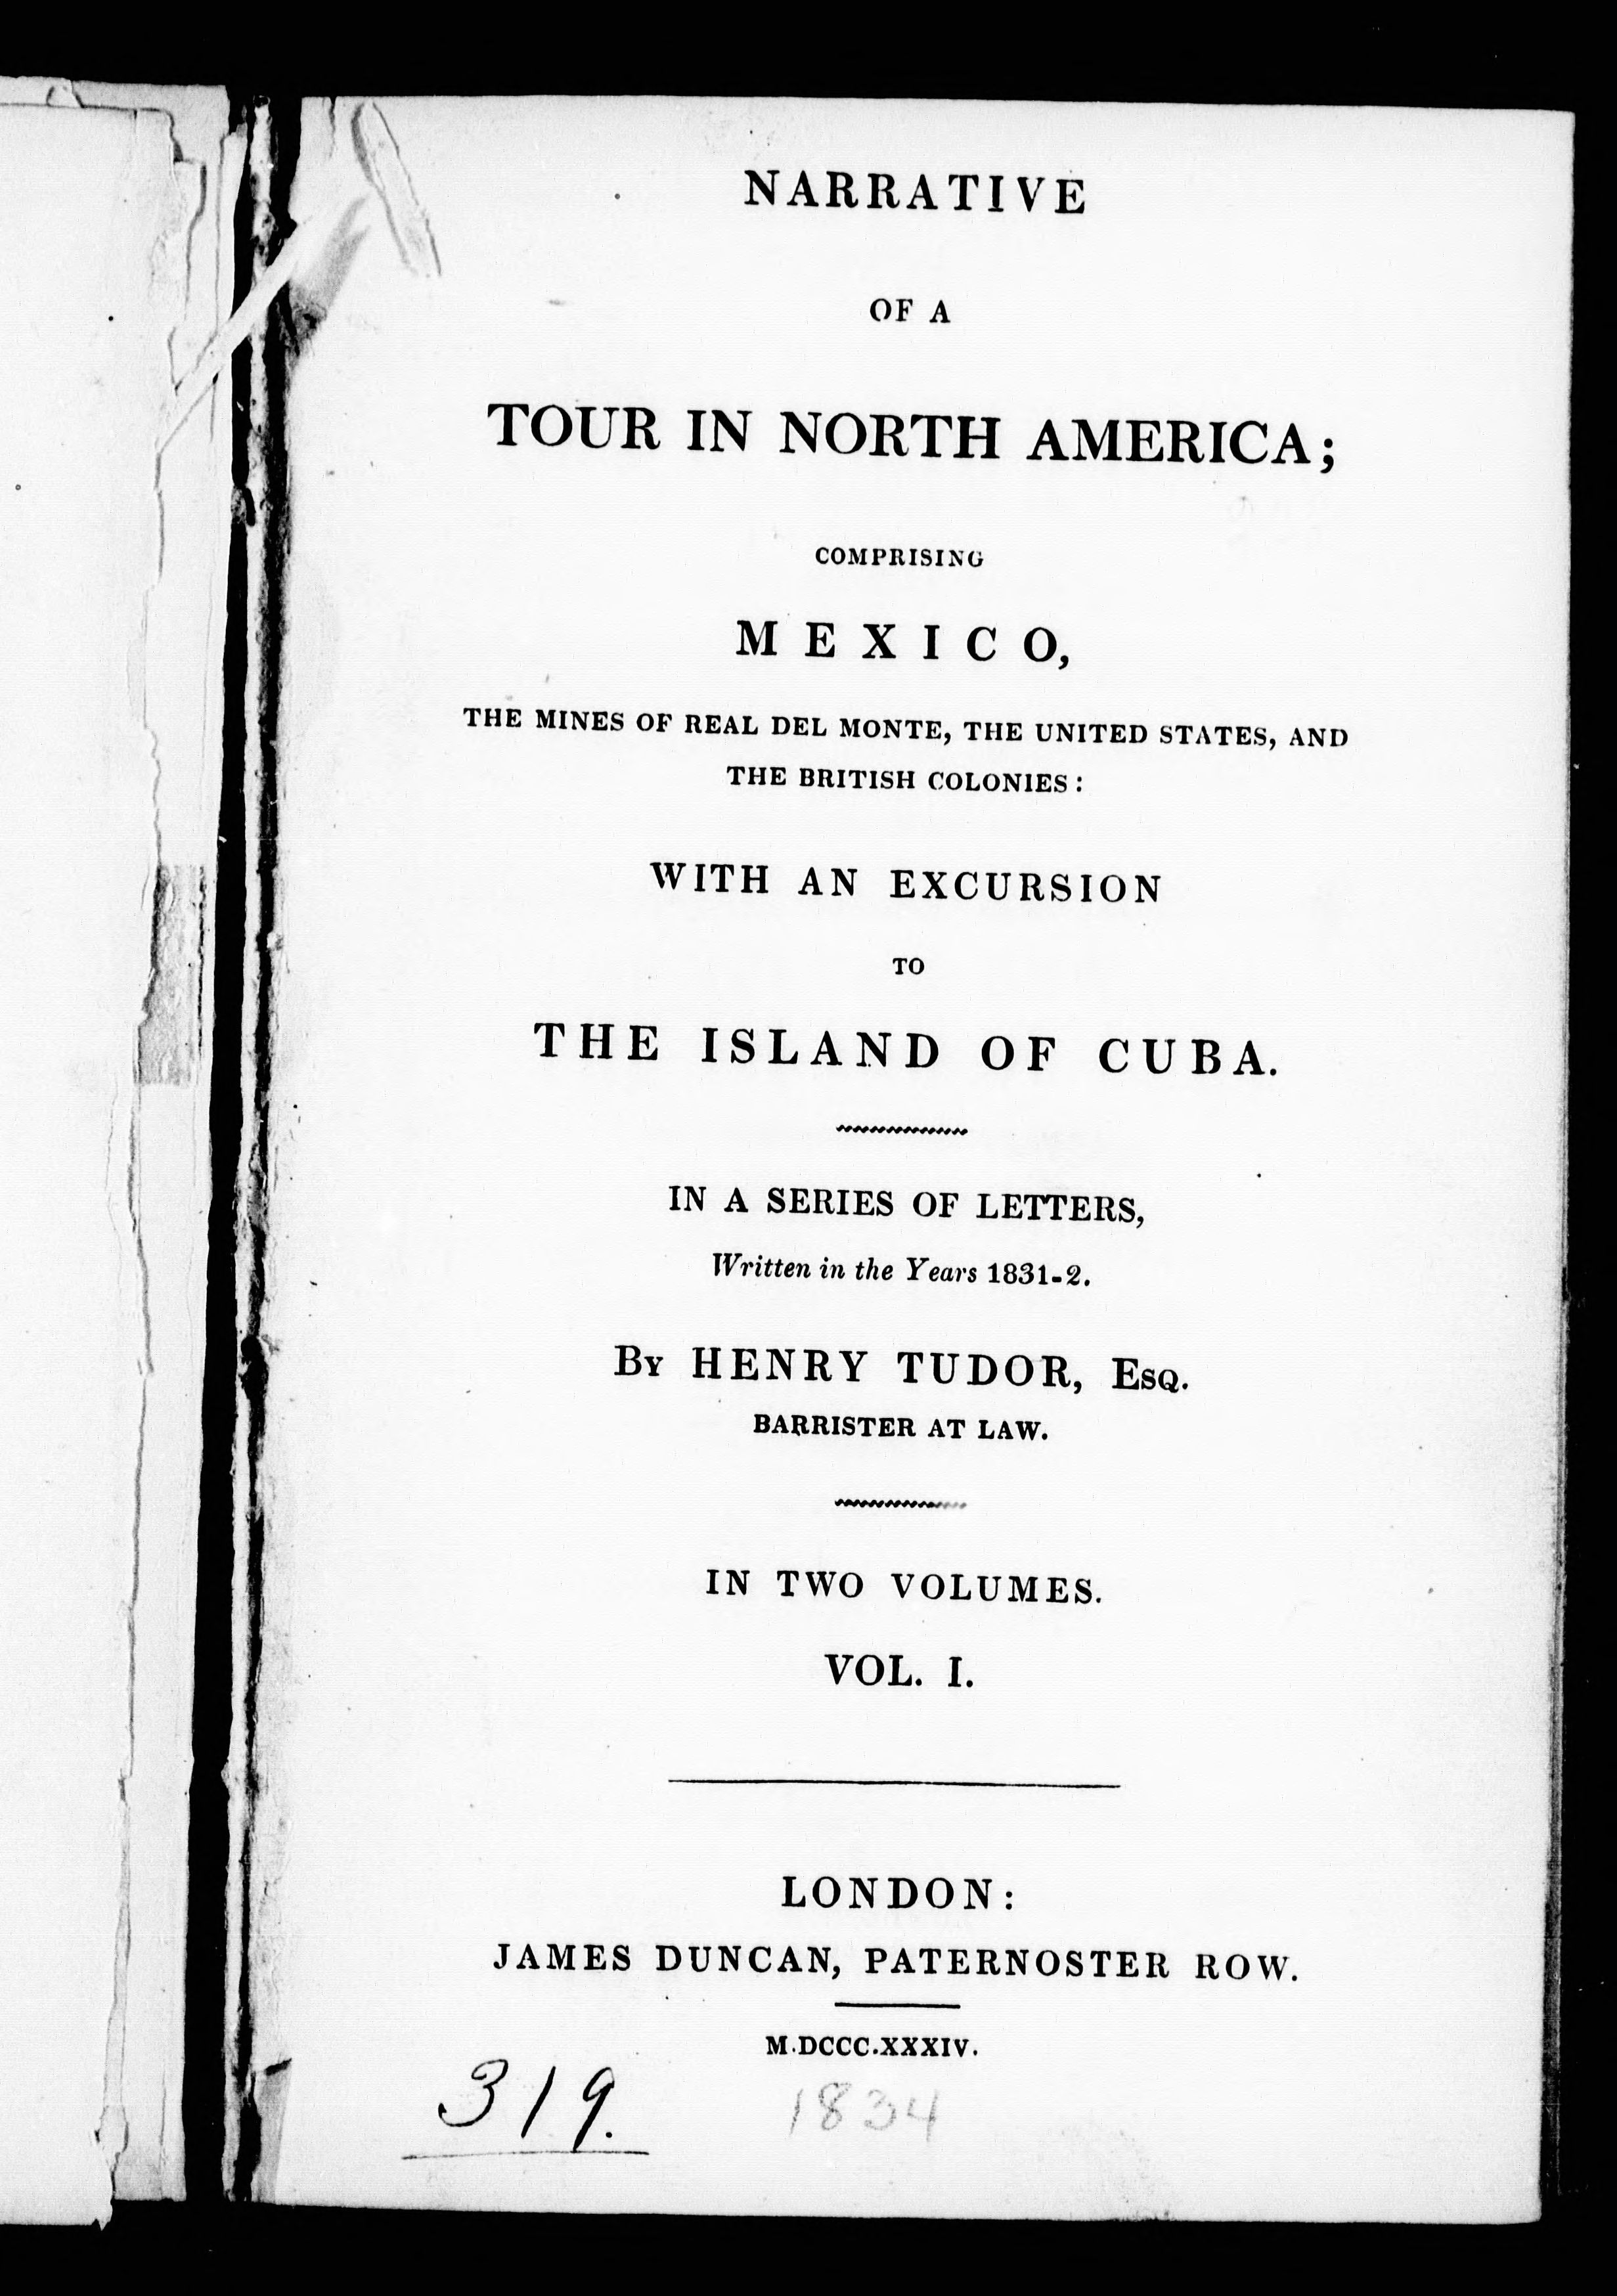 NARRATIVE
OF A
TOUR IN NORTH AMERICA;
COMPRISING
MEXICO,
THE MINES OF REAL DEL MONTE, THE UNITED STATES, AND
THE BRITISH COLONIES:
WITH AN EXCURSION
TO
THE ISLAND OF CUBA.
IN A SERIES OF LETTERS,
Written in the Years 1831-2.
By HENRY TUDOR, Esq.
BARRISTER AT LAW.
IN TWO VOLUMES.
VOL. I.
LONDON:
JAMES DUNCAN, PATERNOSTER ROW.
M.DCCC.XXXIV.
319.
1834